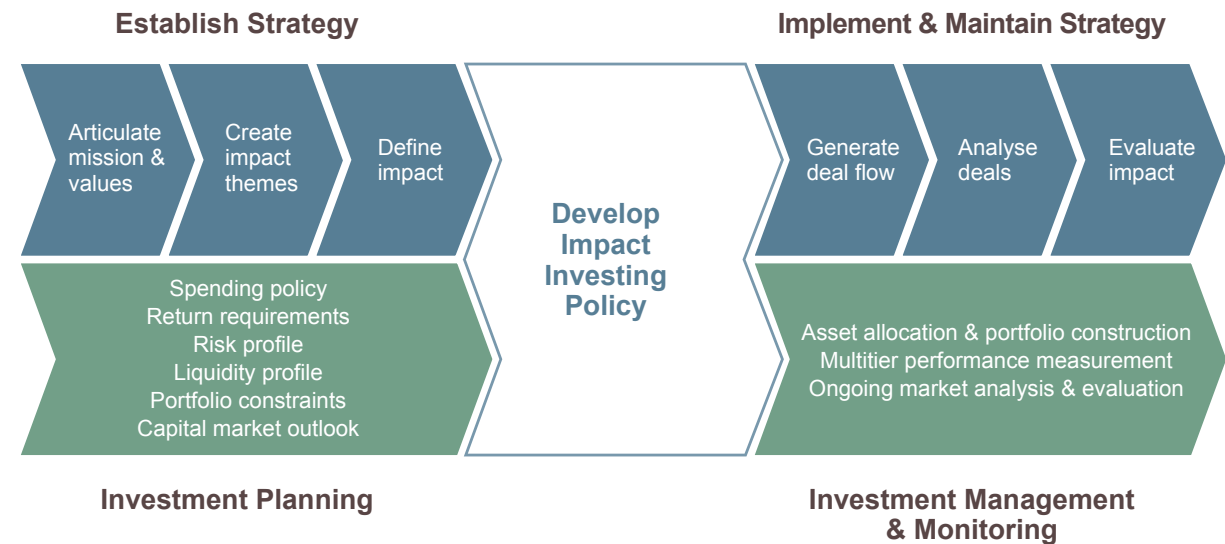 Establish Strategy
Implement & Maintain Strategy
Articulate
mission &
values
Create
impact
themes
Define
impact
Develop
Impact
Investing
Policy
Generate
deal flow
Analyse
deals
Evaluate
impact
Spending policy
Return requirements
Risk profile
Liquidity profile
Portfolio constraints
Capital market outlook
Asset allocation & portfolio construction
Multitier performance measurement
Ongoing market analysis & evaluation
Investment Planning
Investment Management
& Monitoring